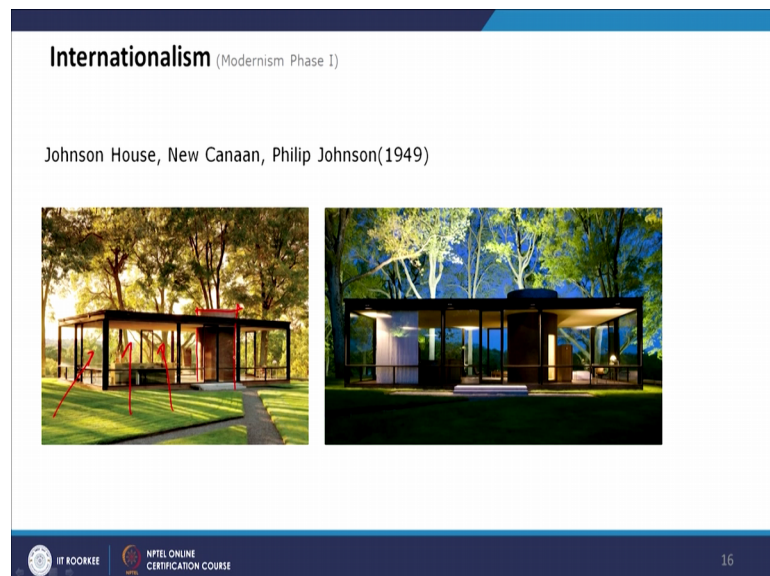 Internationalism (Modernism Phase I)
Johnson House, New Canaan, Philip Johnson(1949)
IIT ROORKEE
NPTEL ONLINE
CERTIFICATION COURSE
16